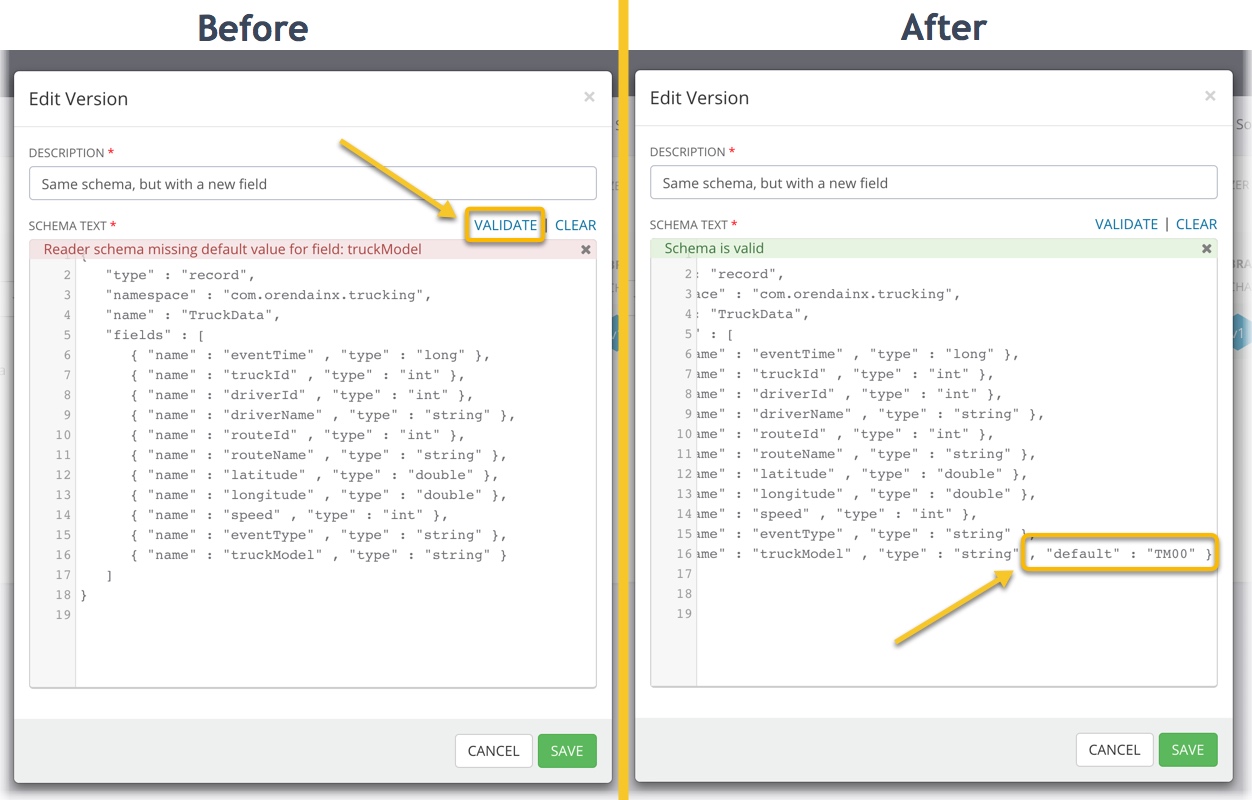 Before
Edit Version
×
DESCRIPTION *
Same schema, but with a new field
SCHEMA TEXT *
VALIDATE | CLEAR
Reader schema missing default value for field: truckModel ×
2 "type" : "record",
3 "namespace" : "com.orendainx.trucking",
4 "name" : "TruckData",
5 "fields" : [
6 { "name" : "eventTime" , "type" : "long" },
7 { "name" : "truckId" , "type" : "int" },
8 { "name" : "driverId" , "type" : "int" },
9 { "name" : "driverName" , "type" : "string" },
10 { "name" : "routeId" , "type" : "int" },
11 { "name" : "routeName" , "type" : "string" },
12 { "name" : "latitude" , "type" : "double" },
13 { "name" : "longitude" , "type" : "double" },
14 { "name" : "speed" , "type" : "int" },
15 { "name" : "eventType" , "type" : "string" },
16 { "name" : "truckModel" , "type" : "string" }
17 ]
18 }
19
CANCEL
SAVE
After
Edit Version
×
DESCRIPTION *
Same schema, but with a new field
SCHEMA TEXT *
VALIDATE | CLEAR
Schema is valid ×
2 : "record",
3 ace" : "com.orendainx.trucking",
4 : "TruckData",
5 " : [
6 ame" : "eventTime" , "type" : "long" },
7 ame" : "truckId" , "type" : "int" },
8 ame" : "driverId" , "type" : "int" },
9 ame" : "driverName" , "type" : "string" },
10 ame" : "routeId" , "type" : "int" },
11 ame" : "routeName" , "type" : "string" },
12 ame" : "latitude" , "type" : "double" },
13 ame" : "longitude" , "type" : "double" },
14 ame" : "speed" , "type" : "int" },
15 ame" : "eventType" , "type" : "string" },
16 ame" : "truckModel" , "type" : "string" , "default" : "TM00" }
17
18
19
CANCEL
SAVE